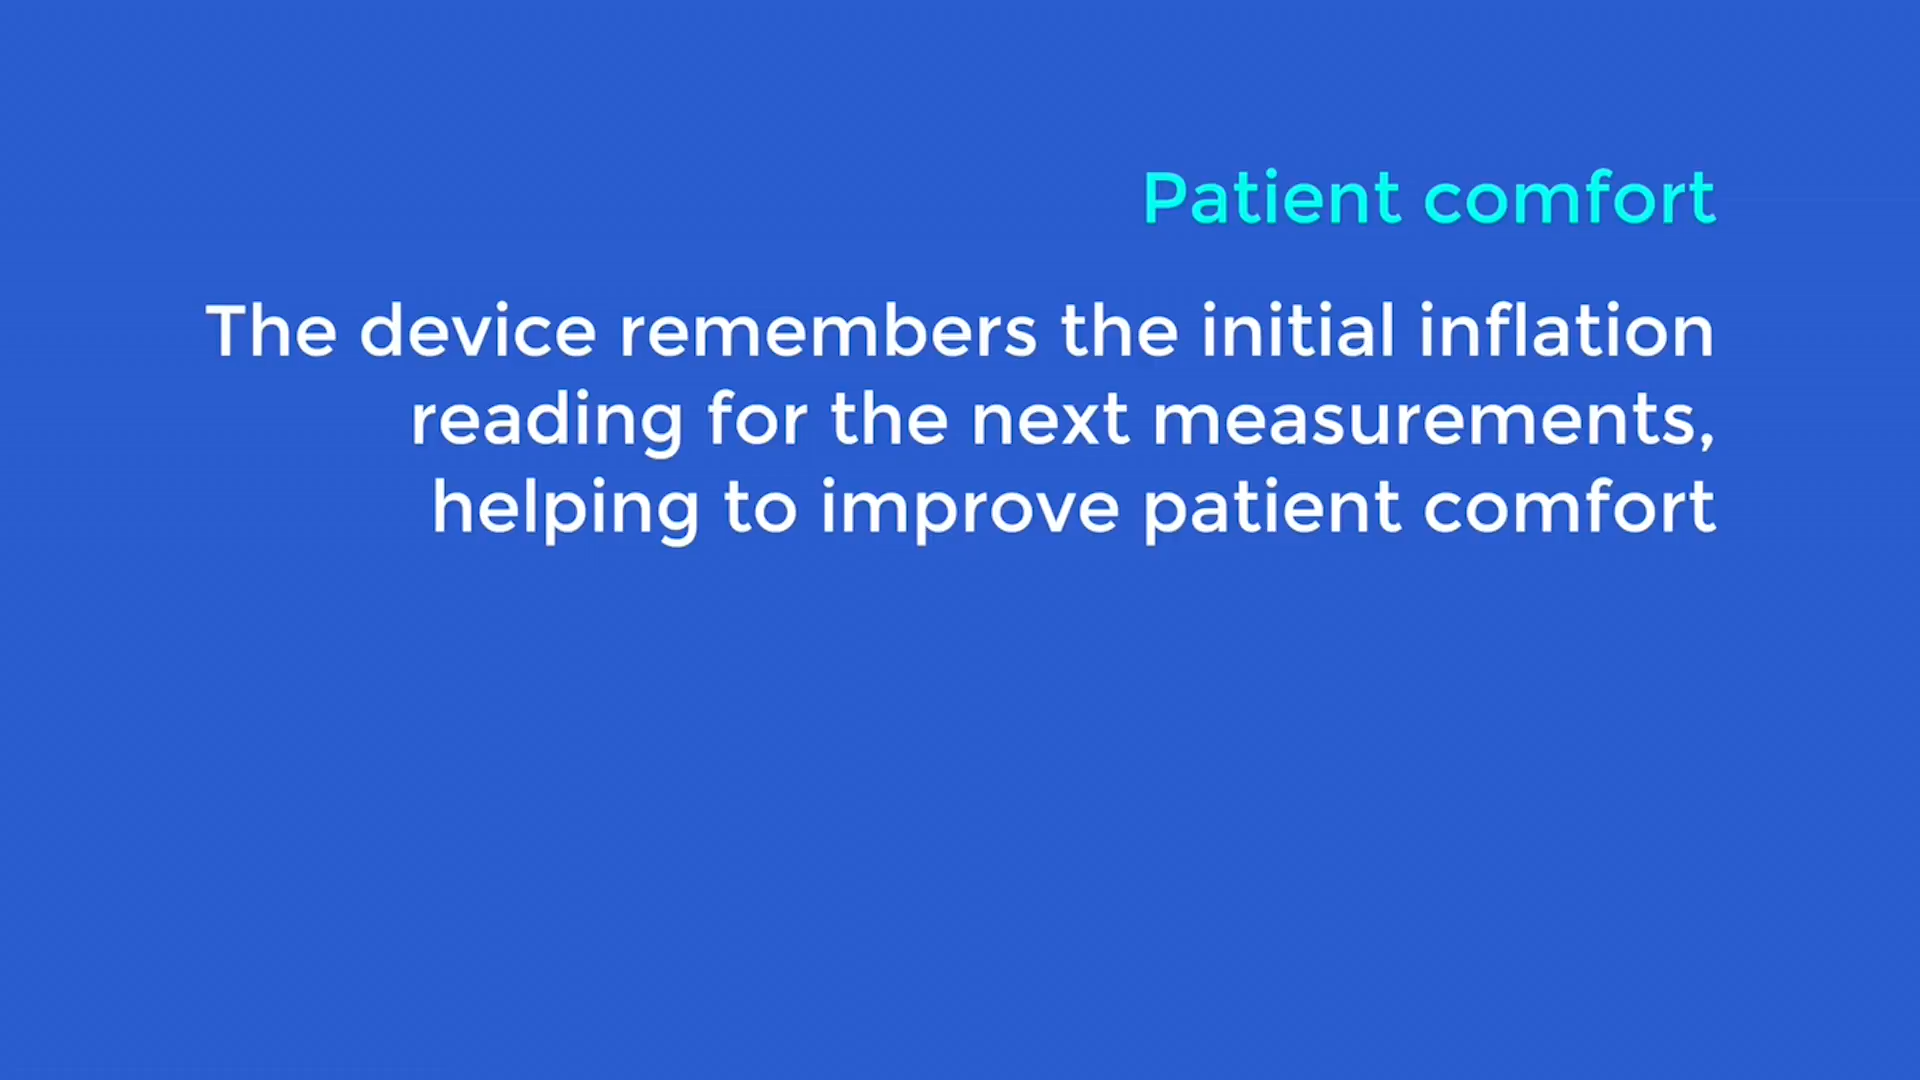 Patient comfort
The device remembers the initial inflation
reading for the next measurements,
helping to improve patient comfort